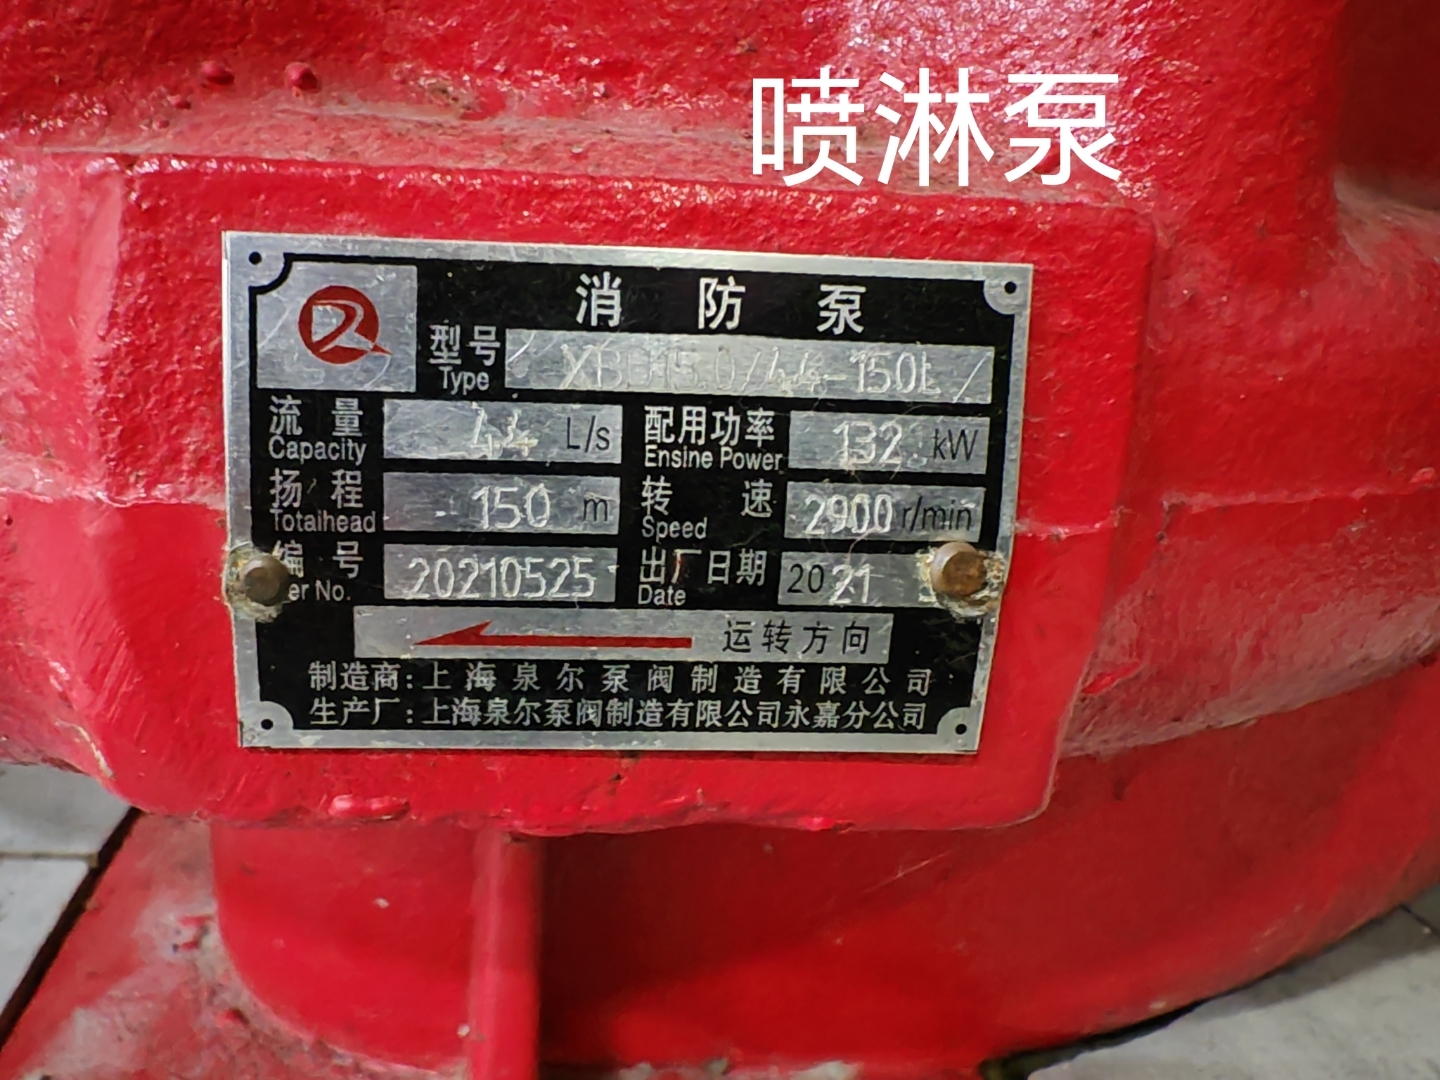 喷淋泵
消防泵
型号 XBD15.0/44-150L
Type
流量 44 L/s 配用功率 132 kW
Capacity Ensine Power
扬程 150 m 转速 2900 r/min
Totaihead Speed
编号 20210525 出厂日期 2021 5
er No. Date
运转方向
制造商:上海泉尔泵阀制造有限公司
生产厂:上海泉尔泵阀制造有限公司永嘉分公司